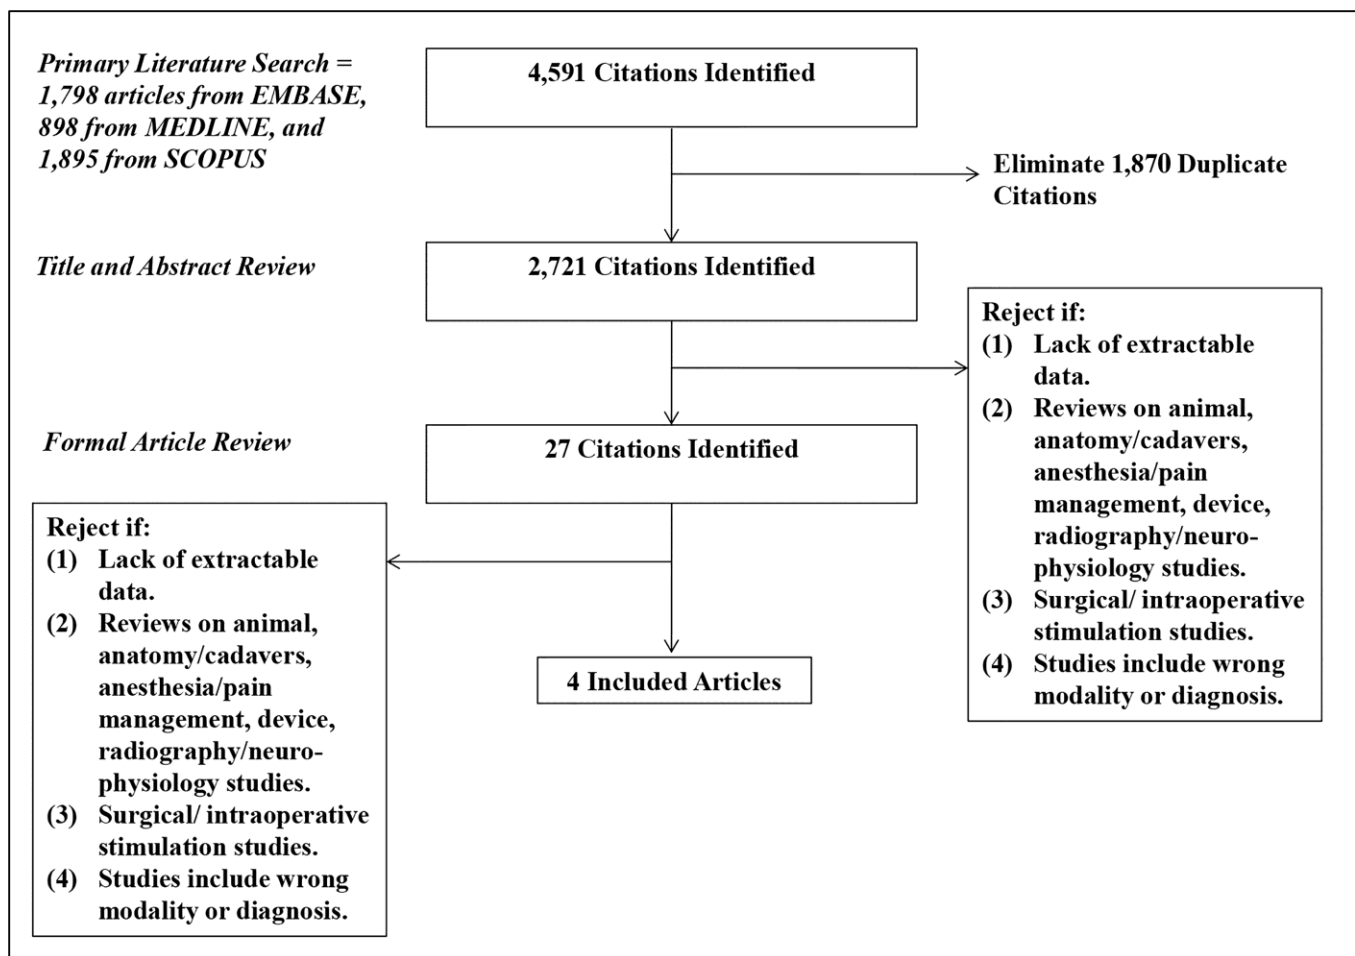 Primary Literature Search =
1,798 articles from EMBASE,
898 from MEDLINE, and
1,895 from SCOPUS
4,591 Citations Identified
Eliminate 1,870 Duplicate
Citations
Title and Abstract Review
2,721 Citations Identified
Reject if:
(1) Lack of extractable
data.
(2) Reviews on animal,
anatomy/cadavers,
anesthesia/pain
management, device,
radiography/neuro-
physiology studies.
(3) Surgical/ intraoperative
stimulation studies.
(4) Studies include wrong
modality or diagnosis.
Formal Article Review
27 Citations Identified
Reject if:
(1) Lack of extractable
data.
(2) Reviews on animal,
anatomy/cadavers,
anesthesia/pain
management, device,
radiography/neuro-
physiology studies.
(3) Surgical/ intraoperative
stimulation studies.
(4) Studies include wrong
modality or diagnosis.
4 Included Articles